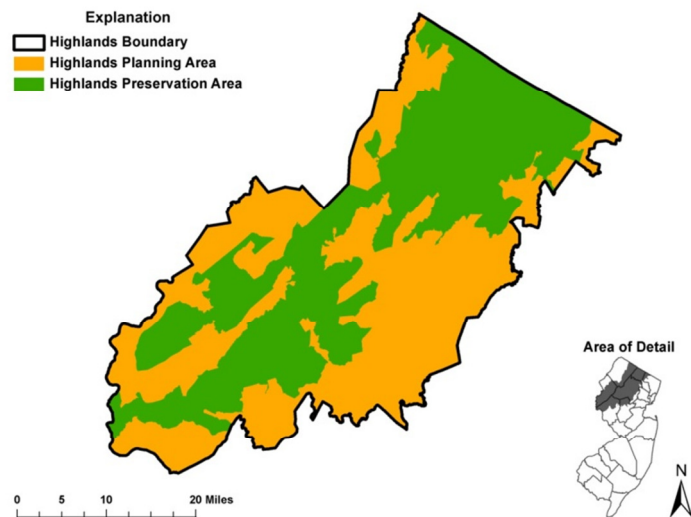 Explanation
Highlands Boundary
Highlands Planning Area
Highlands Preservation Area
Area of Detail
N
0 5 10 20 Miles